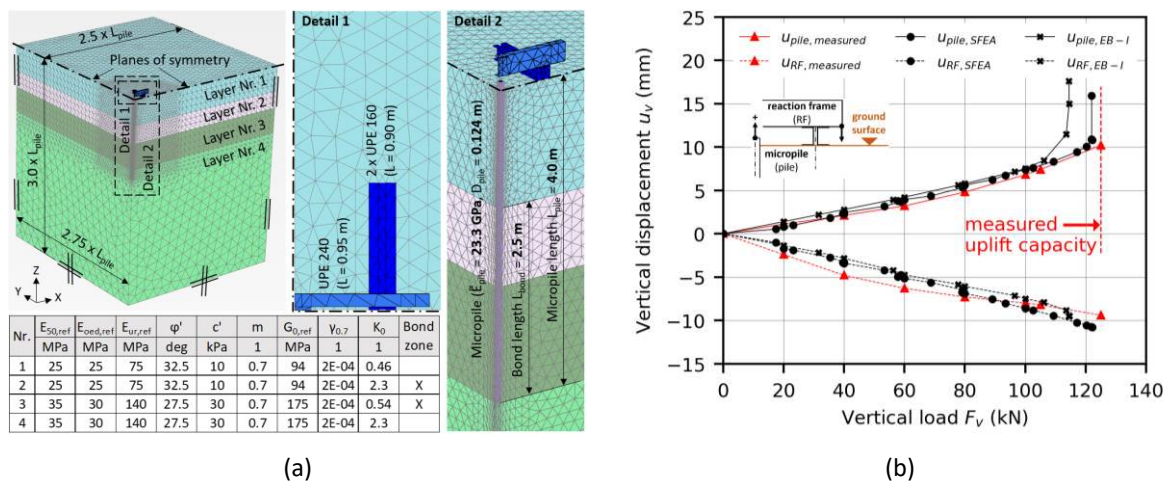 2.5 x L_pile
Planes of symmetry
Layer Nr. 1
Layer Nr. 2
Layer Nr. 3
Layer Nr. 4
Detail 1
Detail 2
3.0 x L_pile
2.75 x L_pile
Z
Y X
Detail 1
2 x UPE 160
(L = 0.90 m)
UPE 240
(L = 0.95 m)
Detail 2
Micropile (E_pile = 23.3 GPa, D_pile = 0.124 m)
Bond length L_bond = 2.5 m
Micropile length L_pile = 4.0 m
Nr. E50,ref Eoed,ref Eur,ref φ' c' m G0,ref γ0.7 K0 Bond zone
MPa MPa MPa deg kPa 1 MPa 1 1
1 25 25 75 32.5 10 0.7 94 2E-04 0.46
2 25 25 75 32.5 10 0.7 94 2E-04 2.3 X
3 35 30 140 27.5 30 0.7 175 2E-04 0.54 X
4 35 30 140 27.5 30 0.7 175 2E-04 2.3
(a)
u_pile, measured u_pile, SFEA u_pile, EB − I
u_RF, measured u_RF, SFEA u_RF, EB − I
reaction frame
(RF)
ground
surface
+
micropile
(pile)
measured
uplift capacity
Vertical displacement u_v (mm)
25
20
15
10
5
0
−5
−10
−15
0 20 40 60 80 100 120 140
Vertical load F_v (kN)
(b)